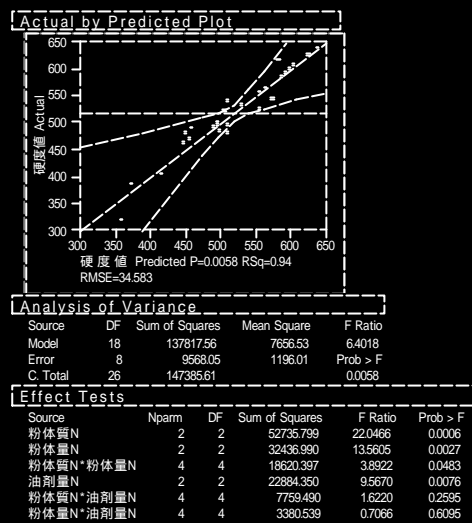 Actual by Predicted Plot
650
600
550
500
450
400
350
300
硬度値 Actual
300 350 400 450 500 550 600 650
硬度値 Predicted P=0.0058 RSq=0.94
RMSE=34.583
Analysis of Variance
Source DF Sum of Squares Mean Square F Ratio
Model 18 137817.56 7656.53 6.4018
Error 8 9568.05 1196.01 Prob > F
C. Total 26 147385.61 0.0058
Effect Tests
Source Nparm DF Sum of Squares F Ratio Prob > F
粉体質N 2 2 52735.799 22.0466 0.0006
粉体量N 2 2 32436.990 13.5605 0.0027
粉体質N*粉体量N 4 4 18620.397 3.8922 0.0483
油剤量N 2 2 22884.350 9.5670 0.0076
粉体質N*油剤量N 4 4 7759.490 1.6220 0.2595
粉体量N*油剤量N 4 4 3380.539 0.7066 0.6095